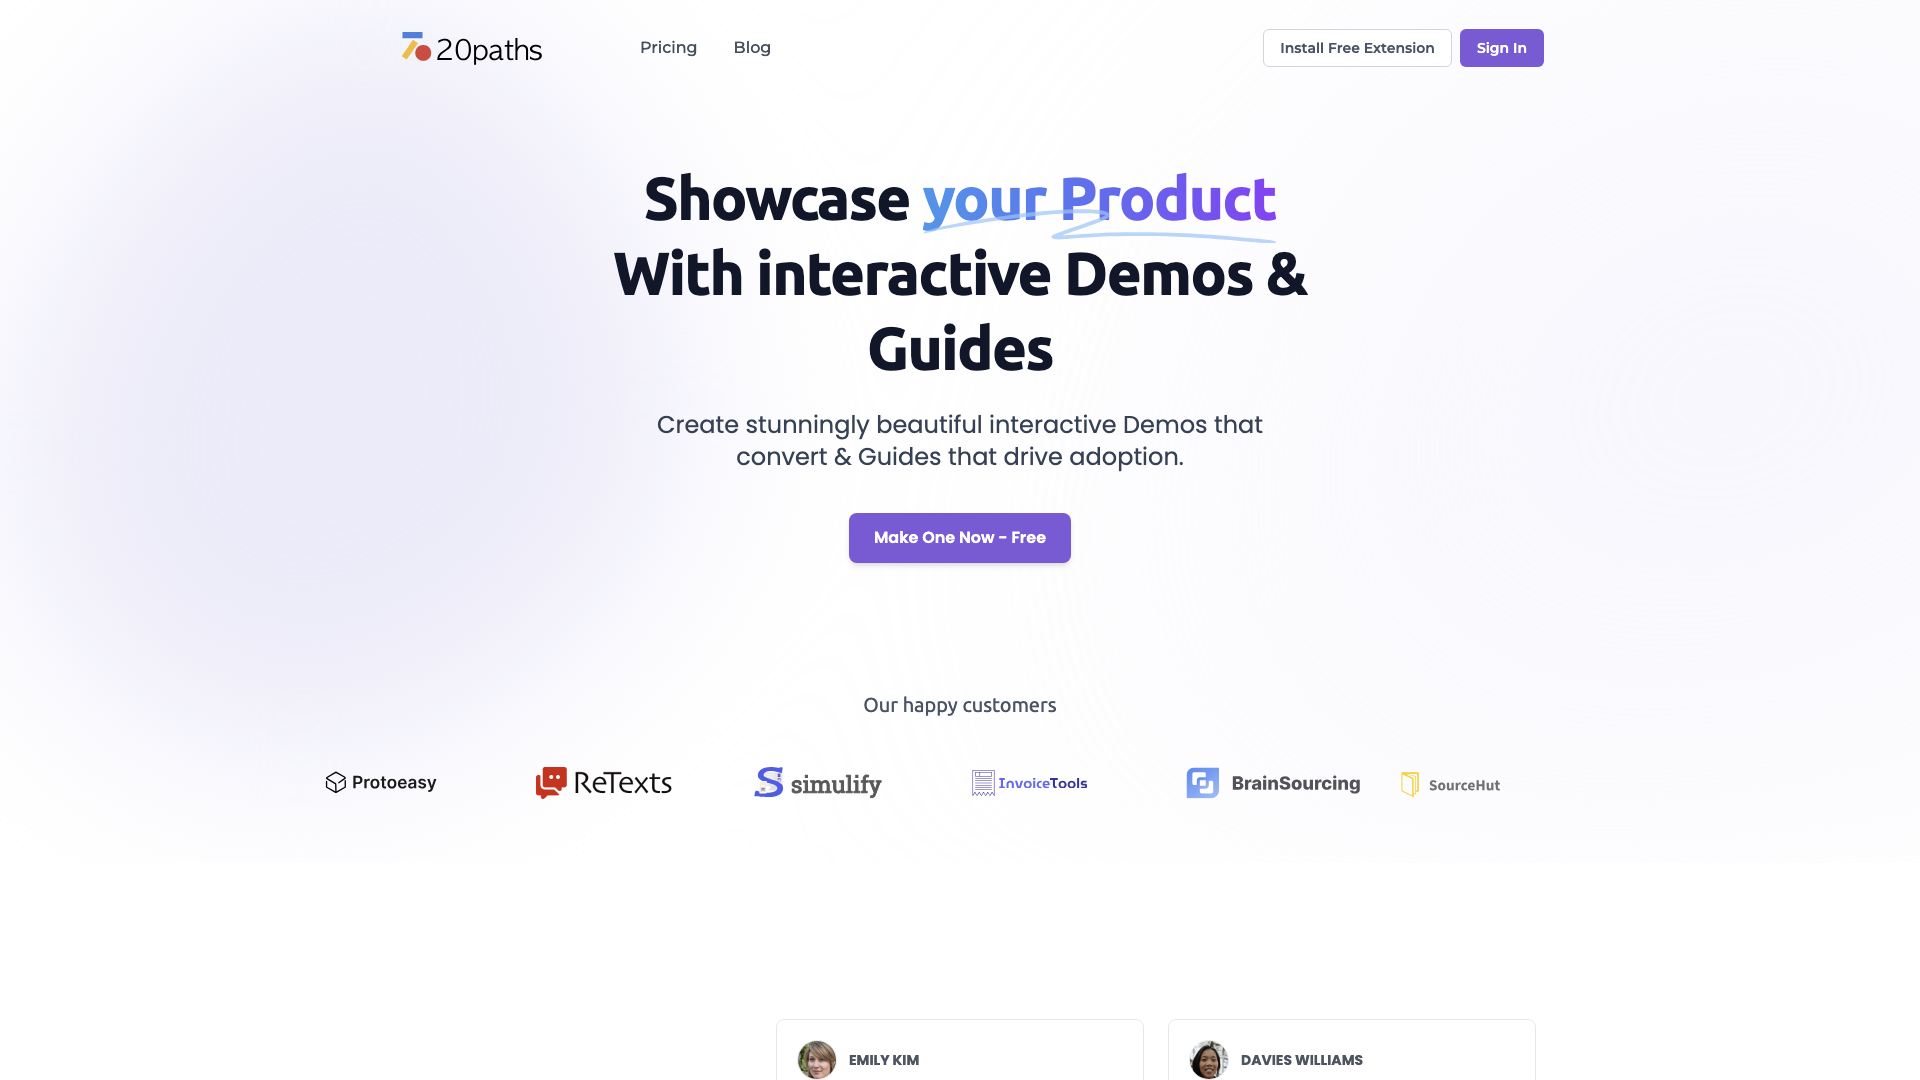 20paths
Pricing
Blog
Install Free Extension
Sign In
Showcase your Product
With interactive Demos &
Guides
Create stunningly beautiful interactive Demos that
convert & Guides that drive adoption.
Make One Now - Free
Our happy customers
Protoeasy
ReTexts
simulify
InvoiceTools
BrainSourcing
SourceHut
EMILY KIM
DAVIES WILLIAMS